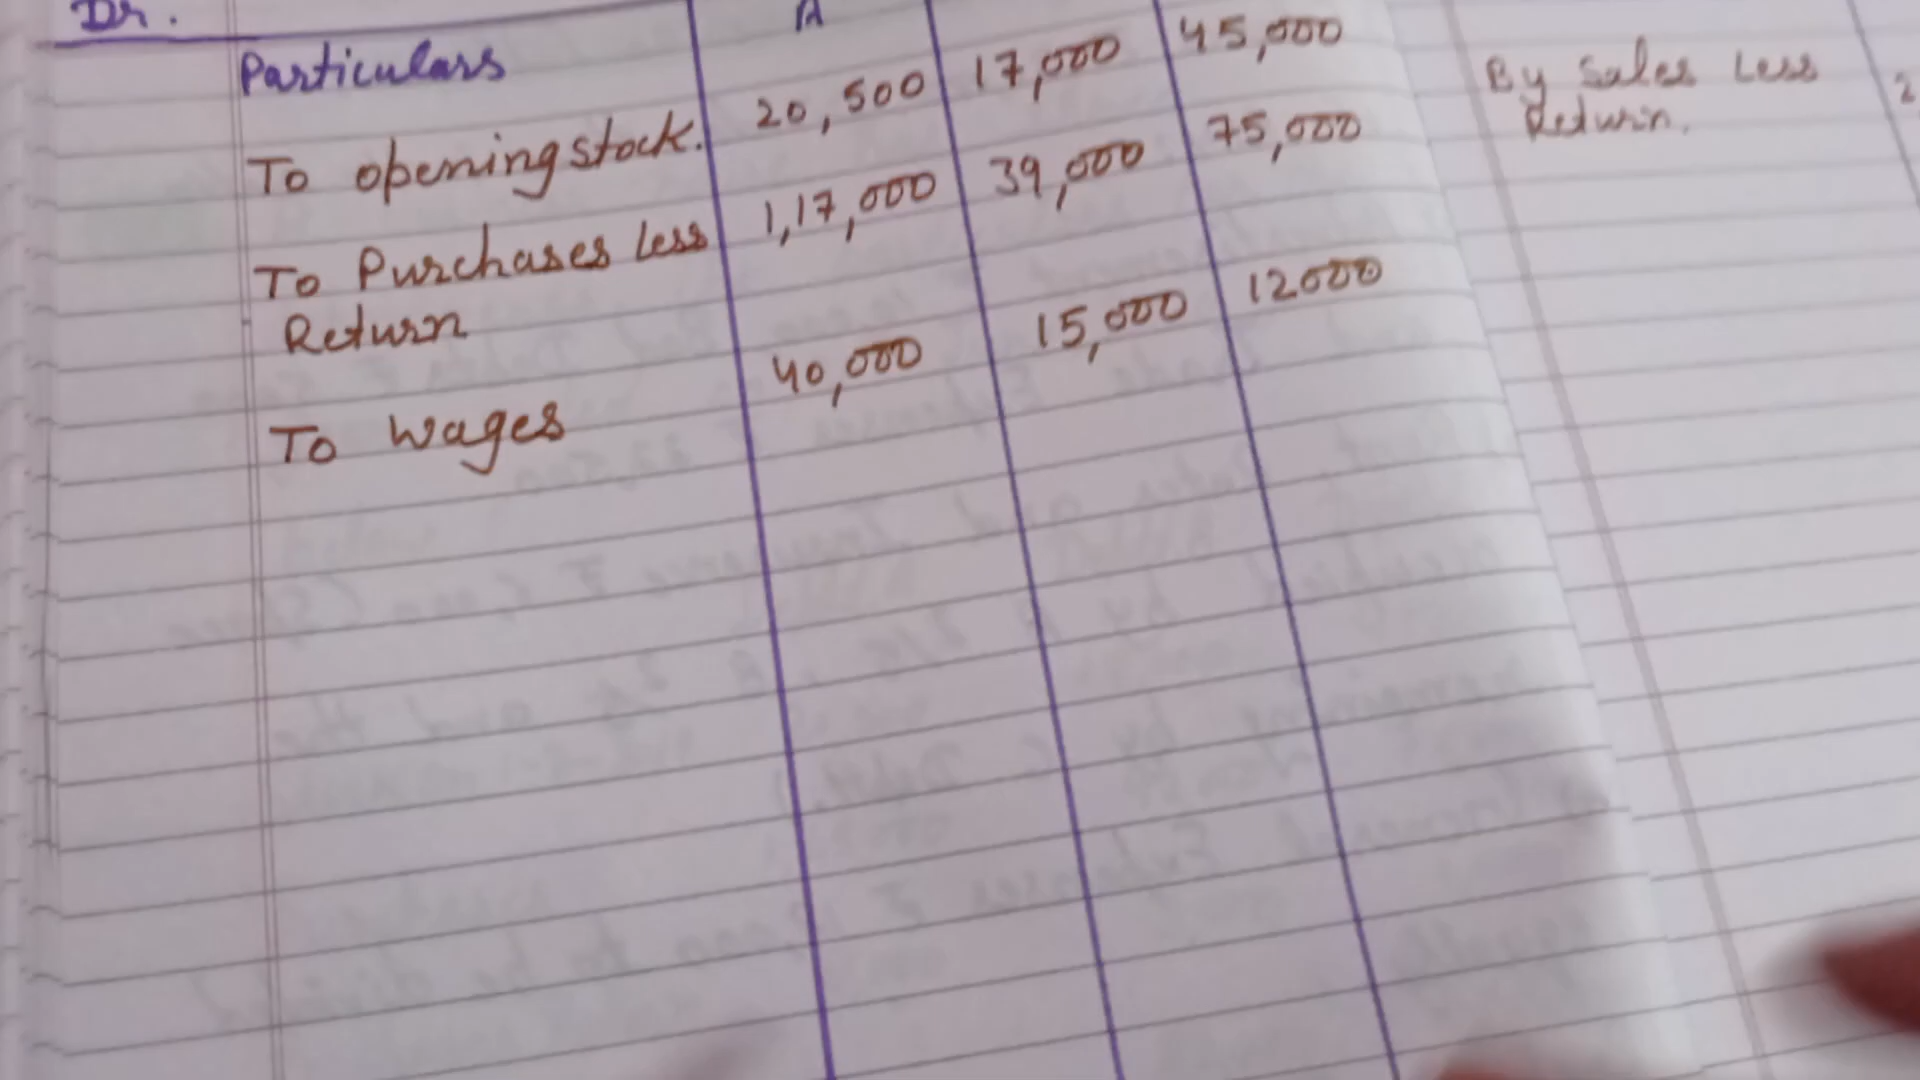 Dr.
Particulars A
To opening stock. 20,500 17,000 45,000 By Sales Less
Return.
To Purchases Less 1,17,000 39,000 75,000
Return
To Wages 40,000 15,000 12000